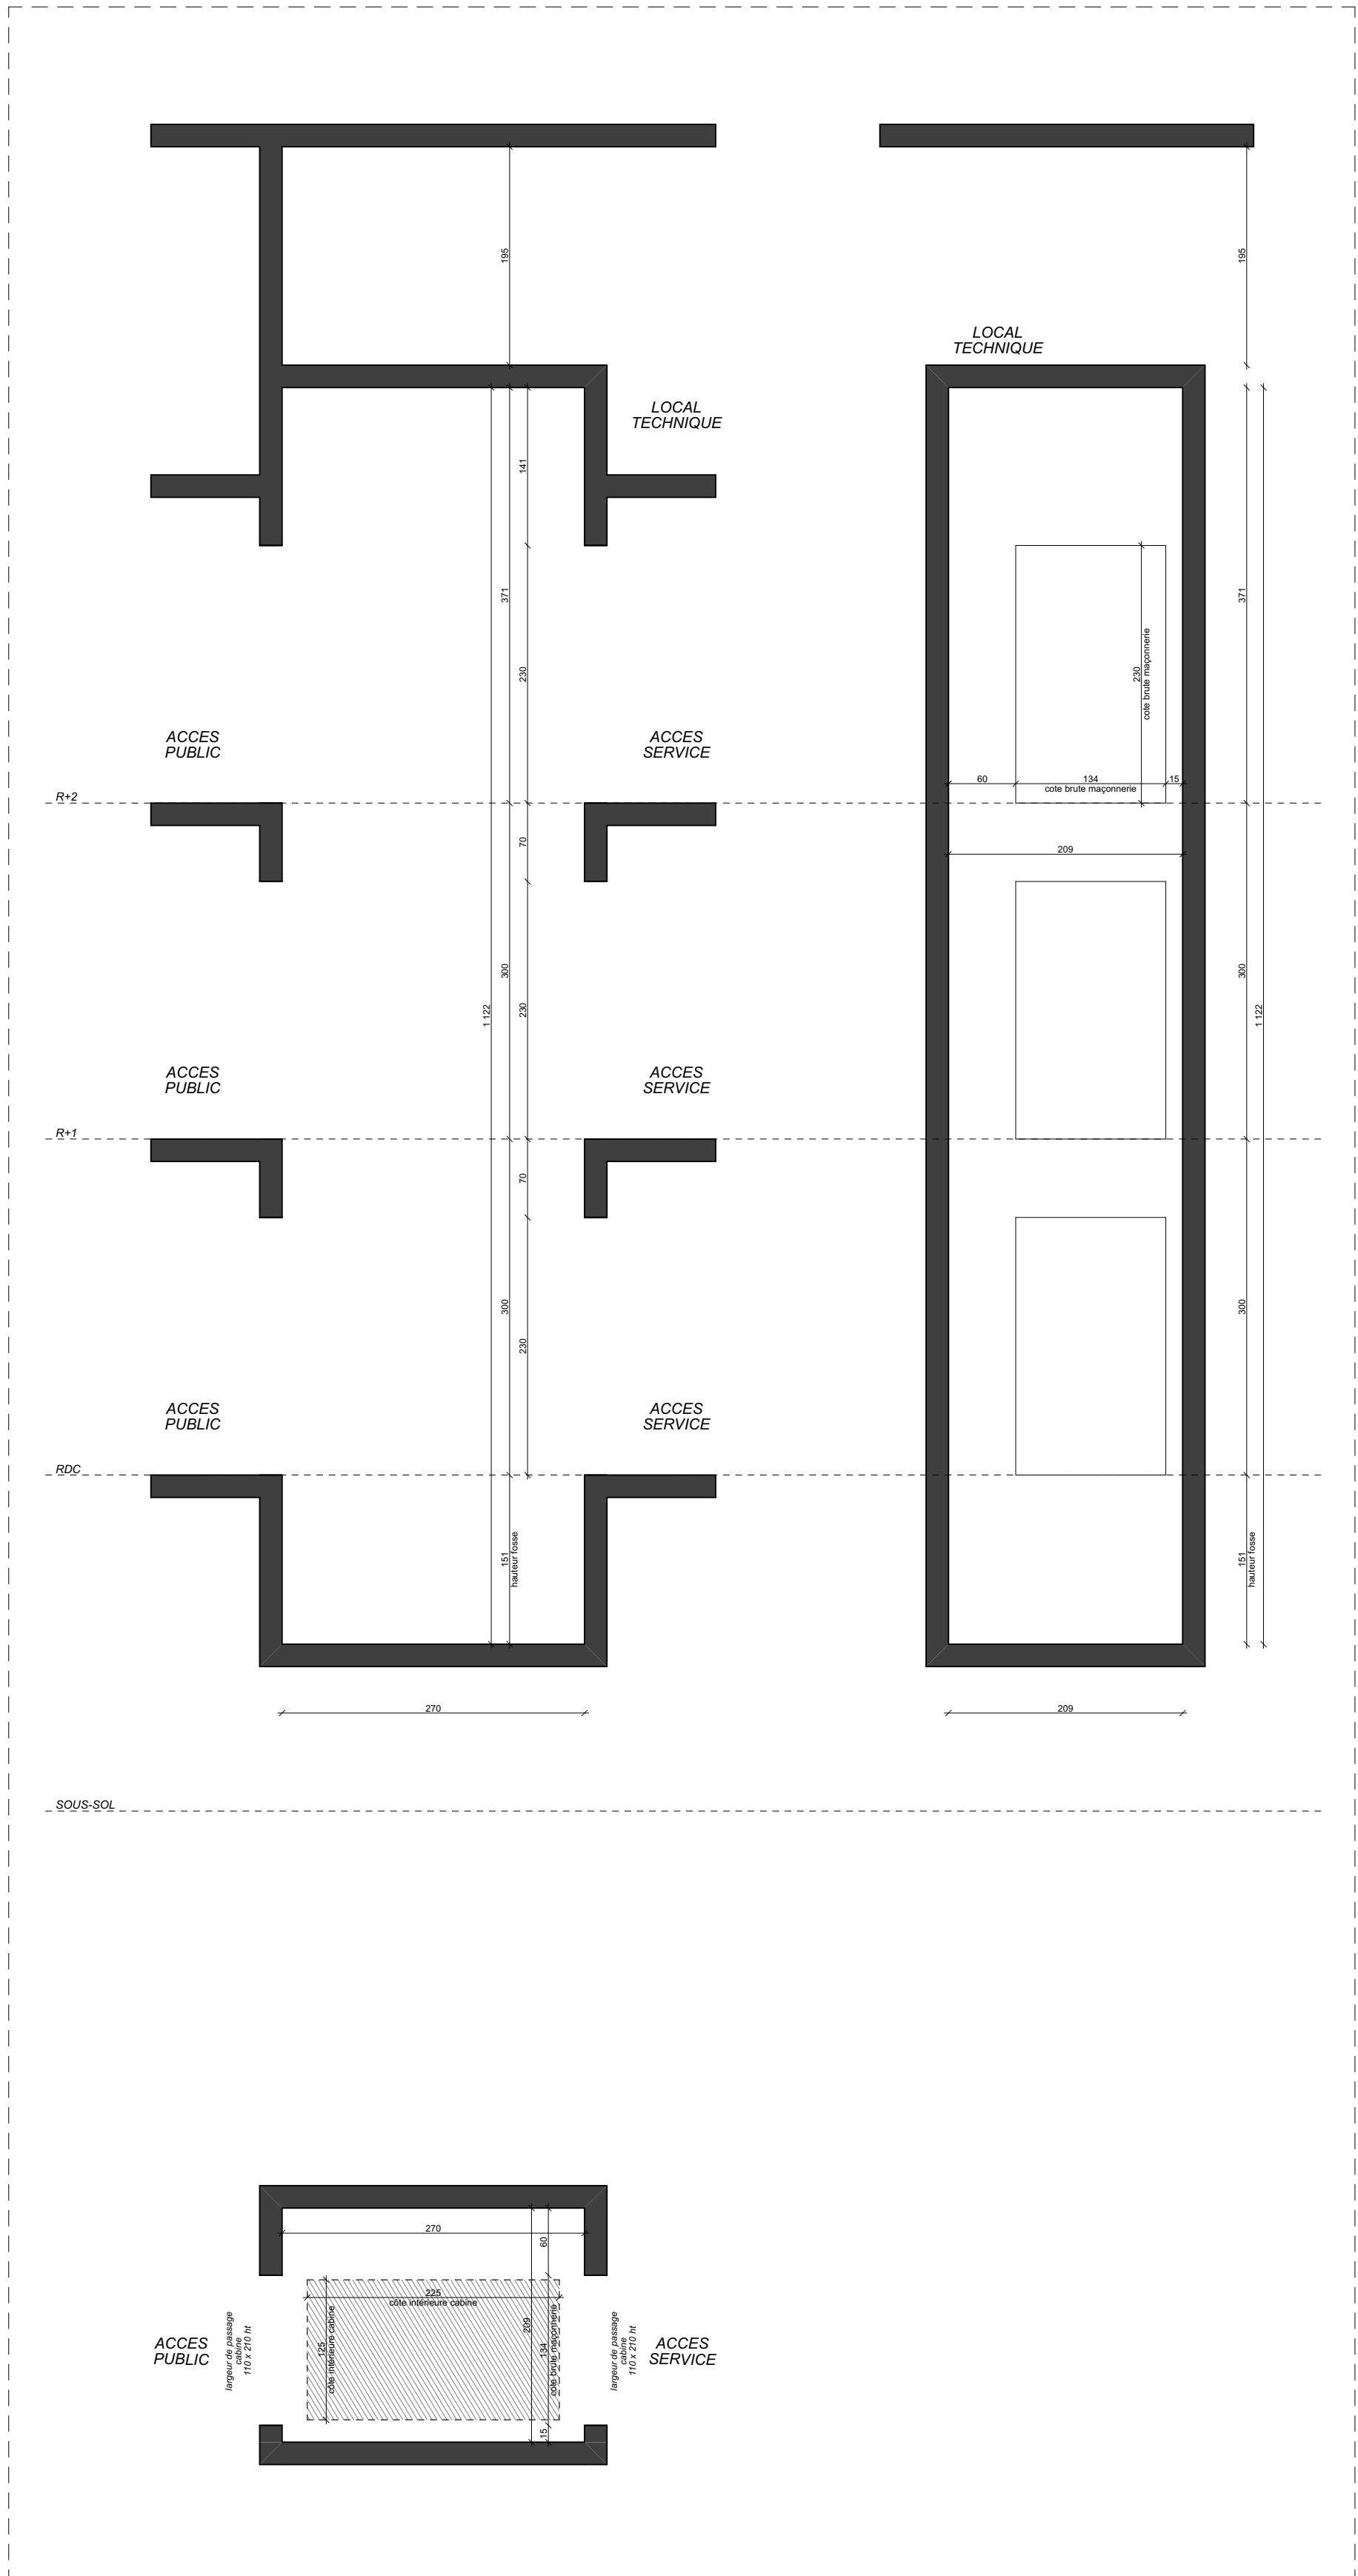 195
195
LOCAL
TECHNIQUE
LOCAL
TECHNIQUE
141
371
371
230
230
cote brute maçonnerie
ACCES
PUBLIC
ACCES
SERVICE
60
134
15
cote brute maçonnerie
R+2
70
209
300
300
1 122
230
1 122
ACCES
PUBLIC
ACCES
SERVICE
R+1
70
300
300
230
ACCES
PUBLIC
ACCES
SERVICE
RDC
151
hauteur fosse
151
hauteur fosse
270
209
SOUS-SOL
270
60
225
côte intérieure cabine
125
côte intérieure cabine
209
134
cote brute maçonnerie
15
ACCES
PUBLIC
largeur de passage
cabine
110 x 210 ht
largeur de passage
cabine
110 x 210 ht
ACCES
SERVICE